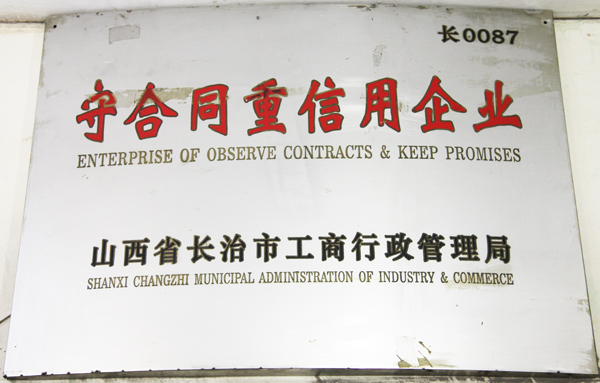 长0087
守合同重信用企业
ENTERPRISE OF OBSERVE CONTRACTS & KEEP PROMISES
山西省长治市工商行政管理局
SHANXI CHANGZHI MUNICIPAL ADMINISTRATION OF INDUSTRY & COMMERCE